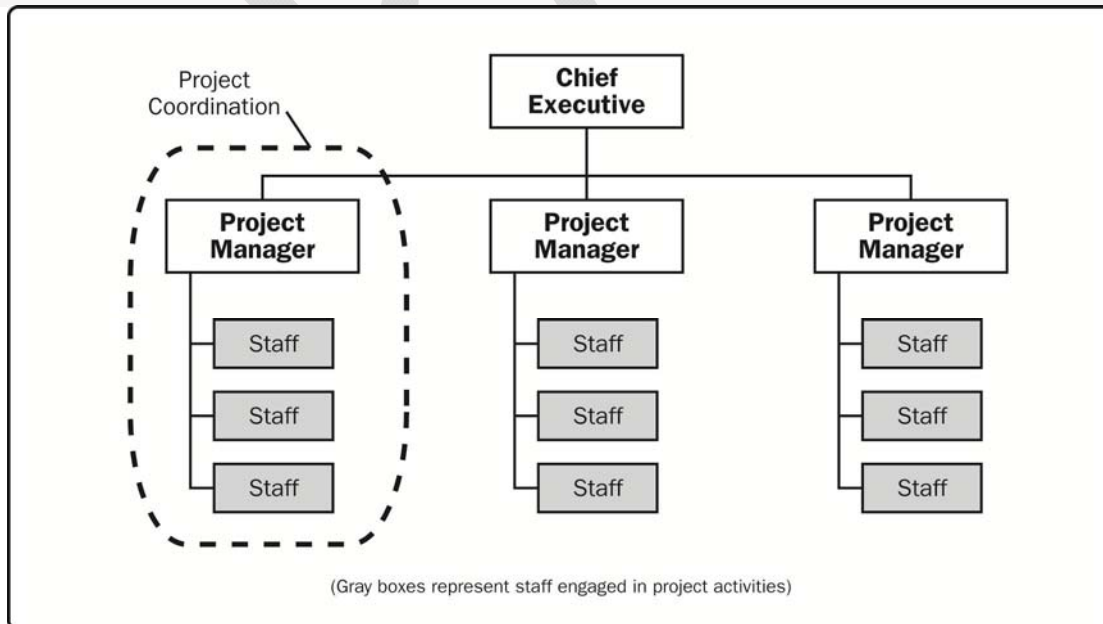 Project
Coordination
Chief
Executive
Project
Manager
Project
Manager
Project
Manager
Staff
Staff
Staff
Staff
Staff
Staff
Staff
Staff
Staff
(Gray boxes represent staff engaged in project activities)